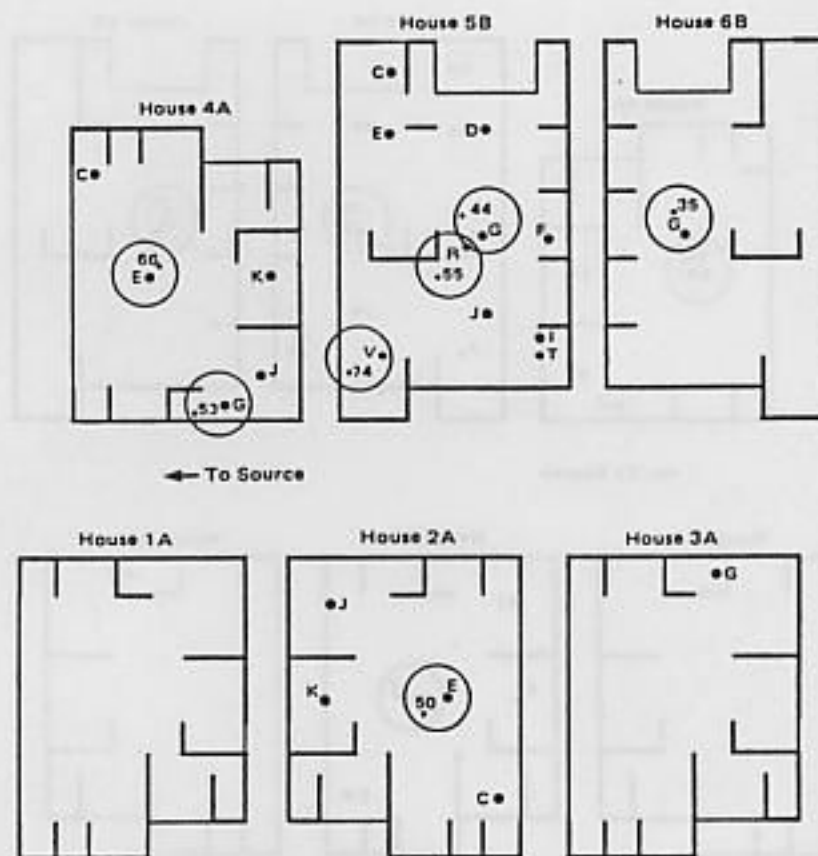 House 5B
House 6B
House 4A
C
E
D
44
G
R
F
55
J
I
T
V
74
35
G
C
60
E
K
J
53
G
To Source
House 1A
House 2A
House 3A
J
K
E
50
C
G